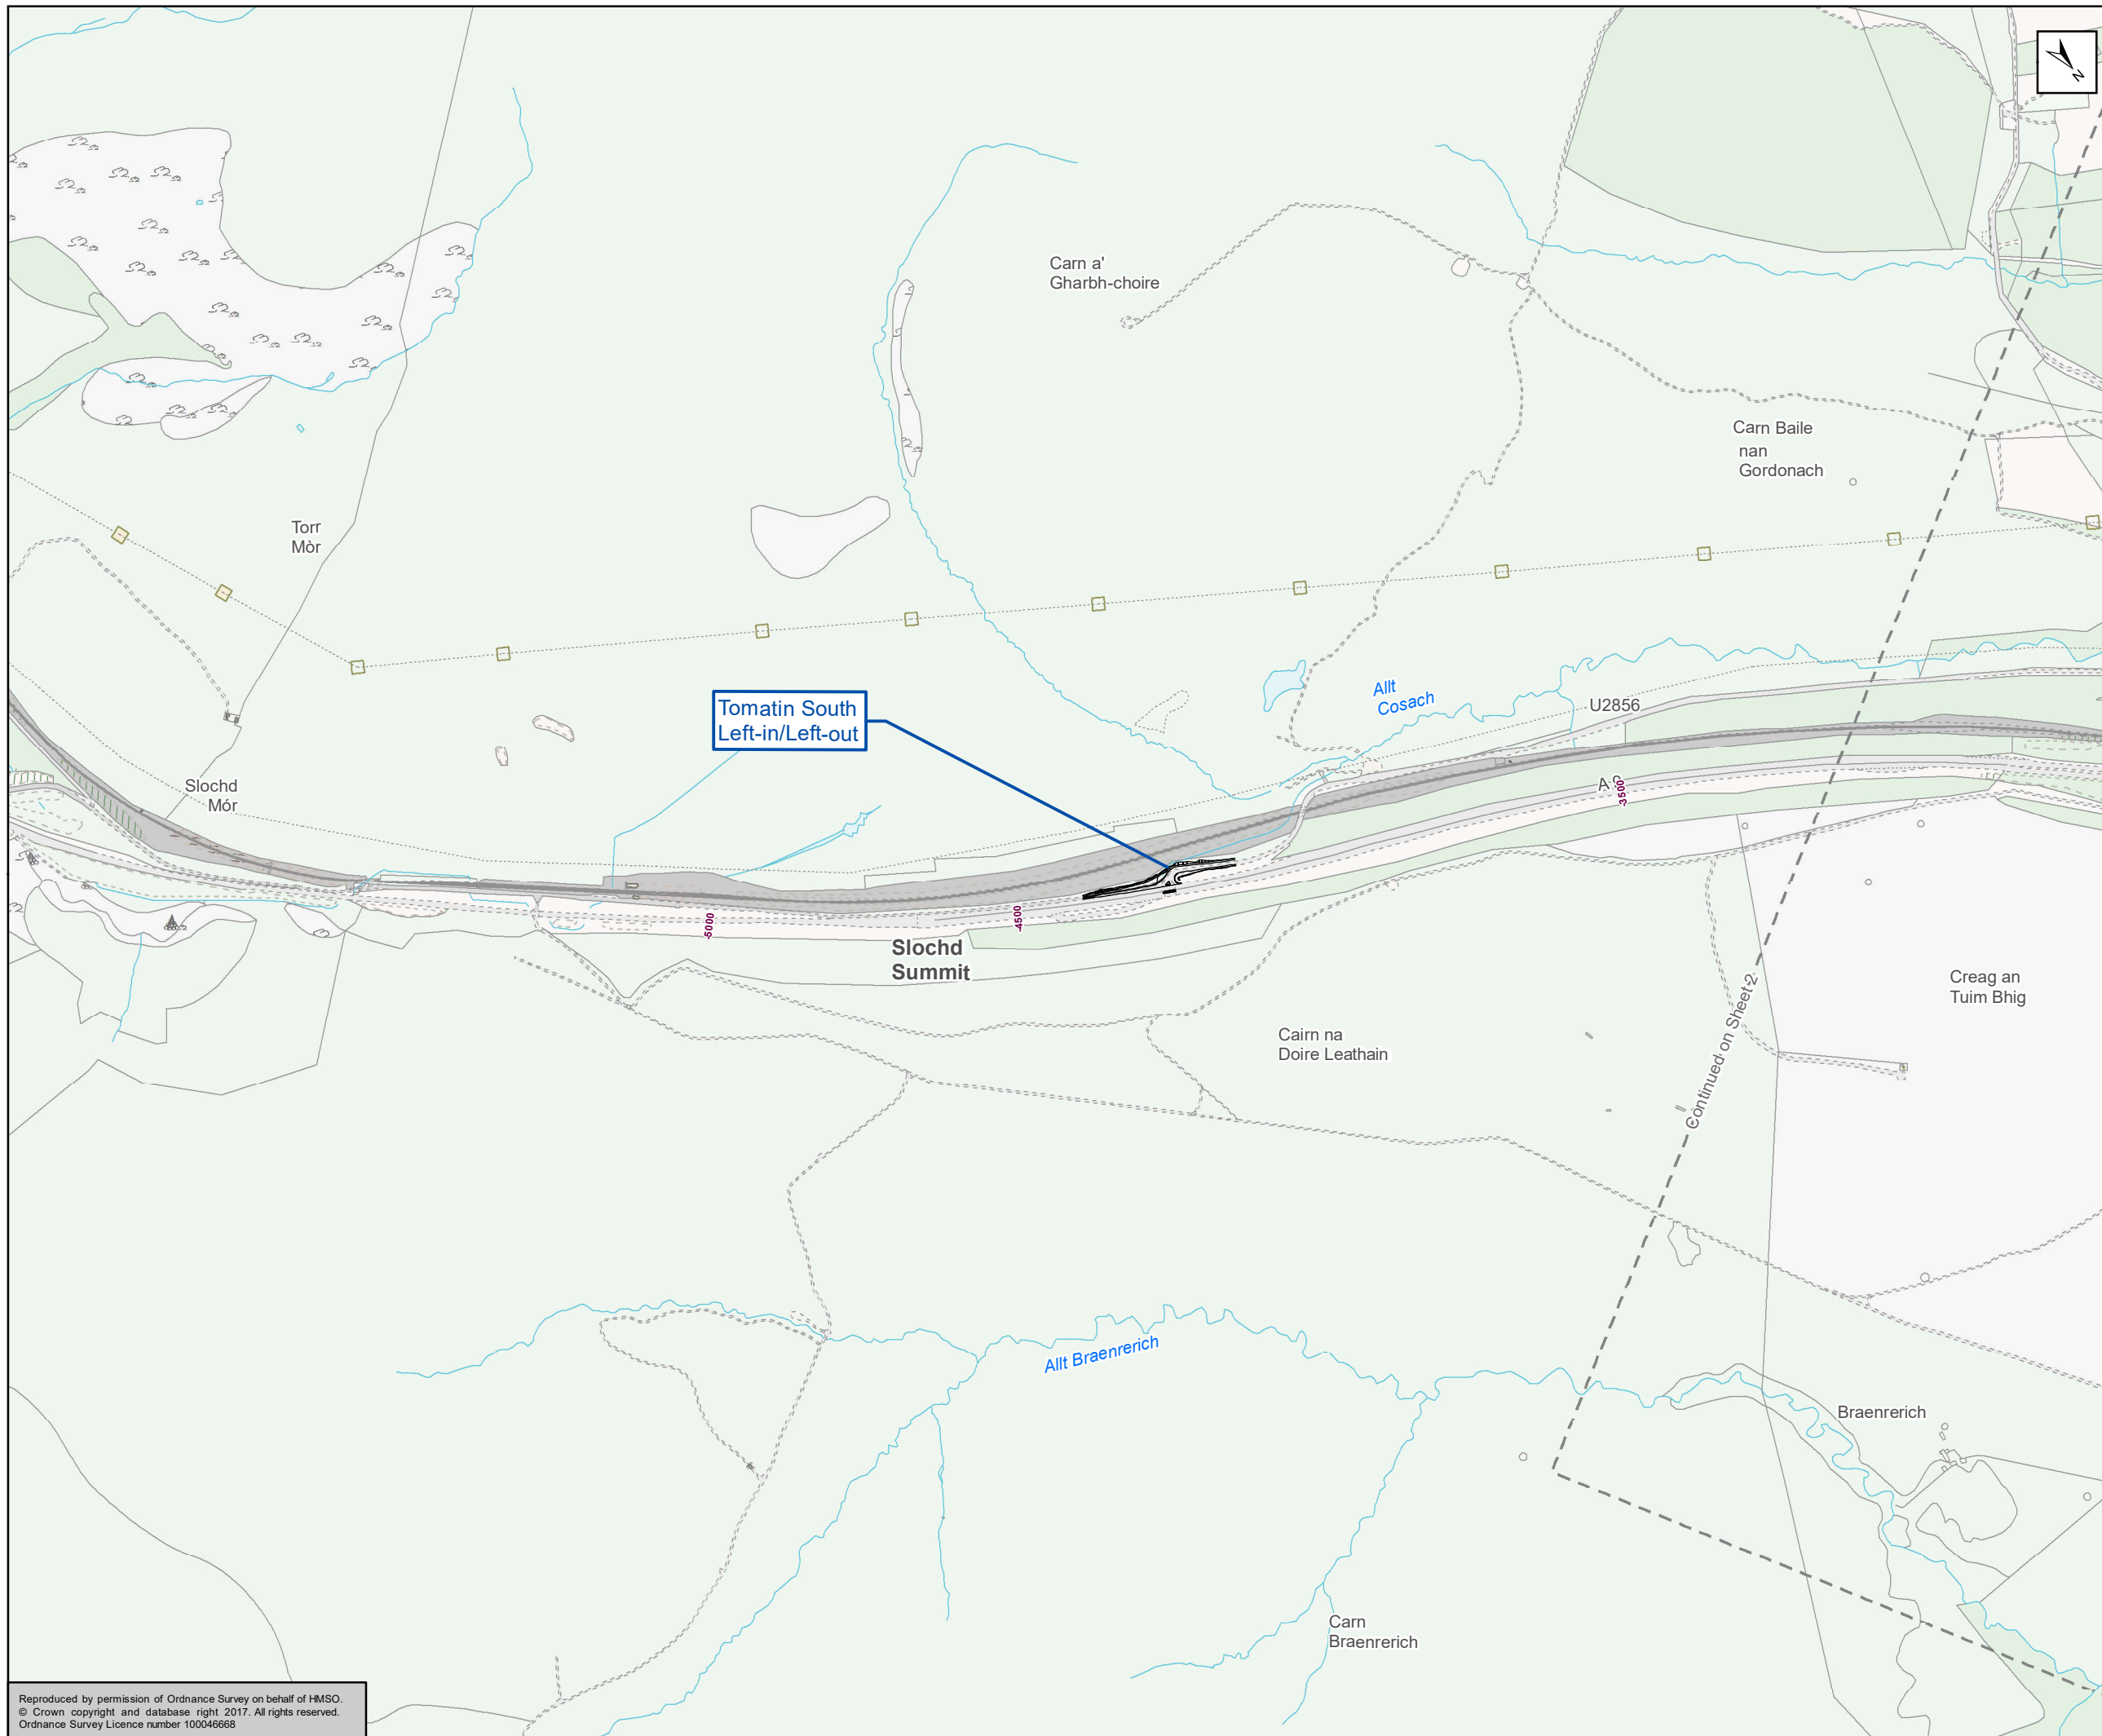 N
Carn a'
Gharbh-choire
Carn Baile
nan
Gordonach
Torr
Mòr
Allt
Cosach
U2856
Tomatin South
Left-in/Left-out
Slochd
Mór
A 9
-3500
-5000
-4500
Slochd
Summit
Creag an
Tuim Bhig
Continued on Sheet 2
Cairn na
Doire Leathain
Allt Braenrerich
Braenrerich
Carn
Braenrerich
Reproduced by permission of Ordnance Survey on behalf of HMSO.
© Crown copyright and database right 2017. All rights reserved.
Ordnance Survey Licence number 100046668